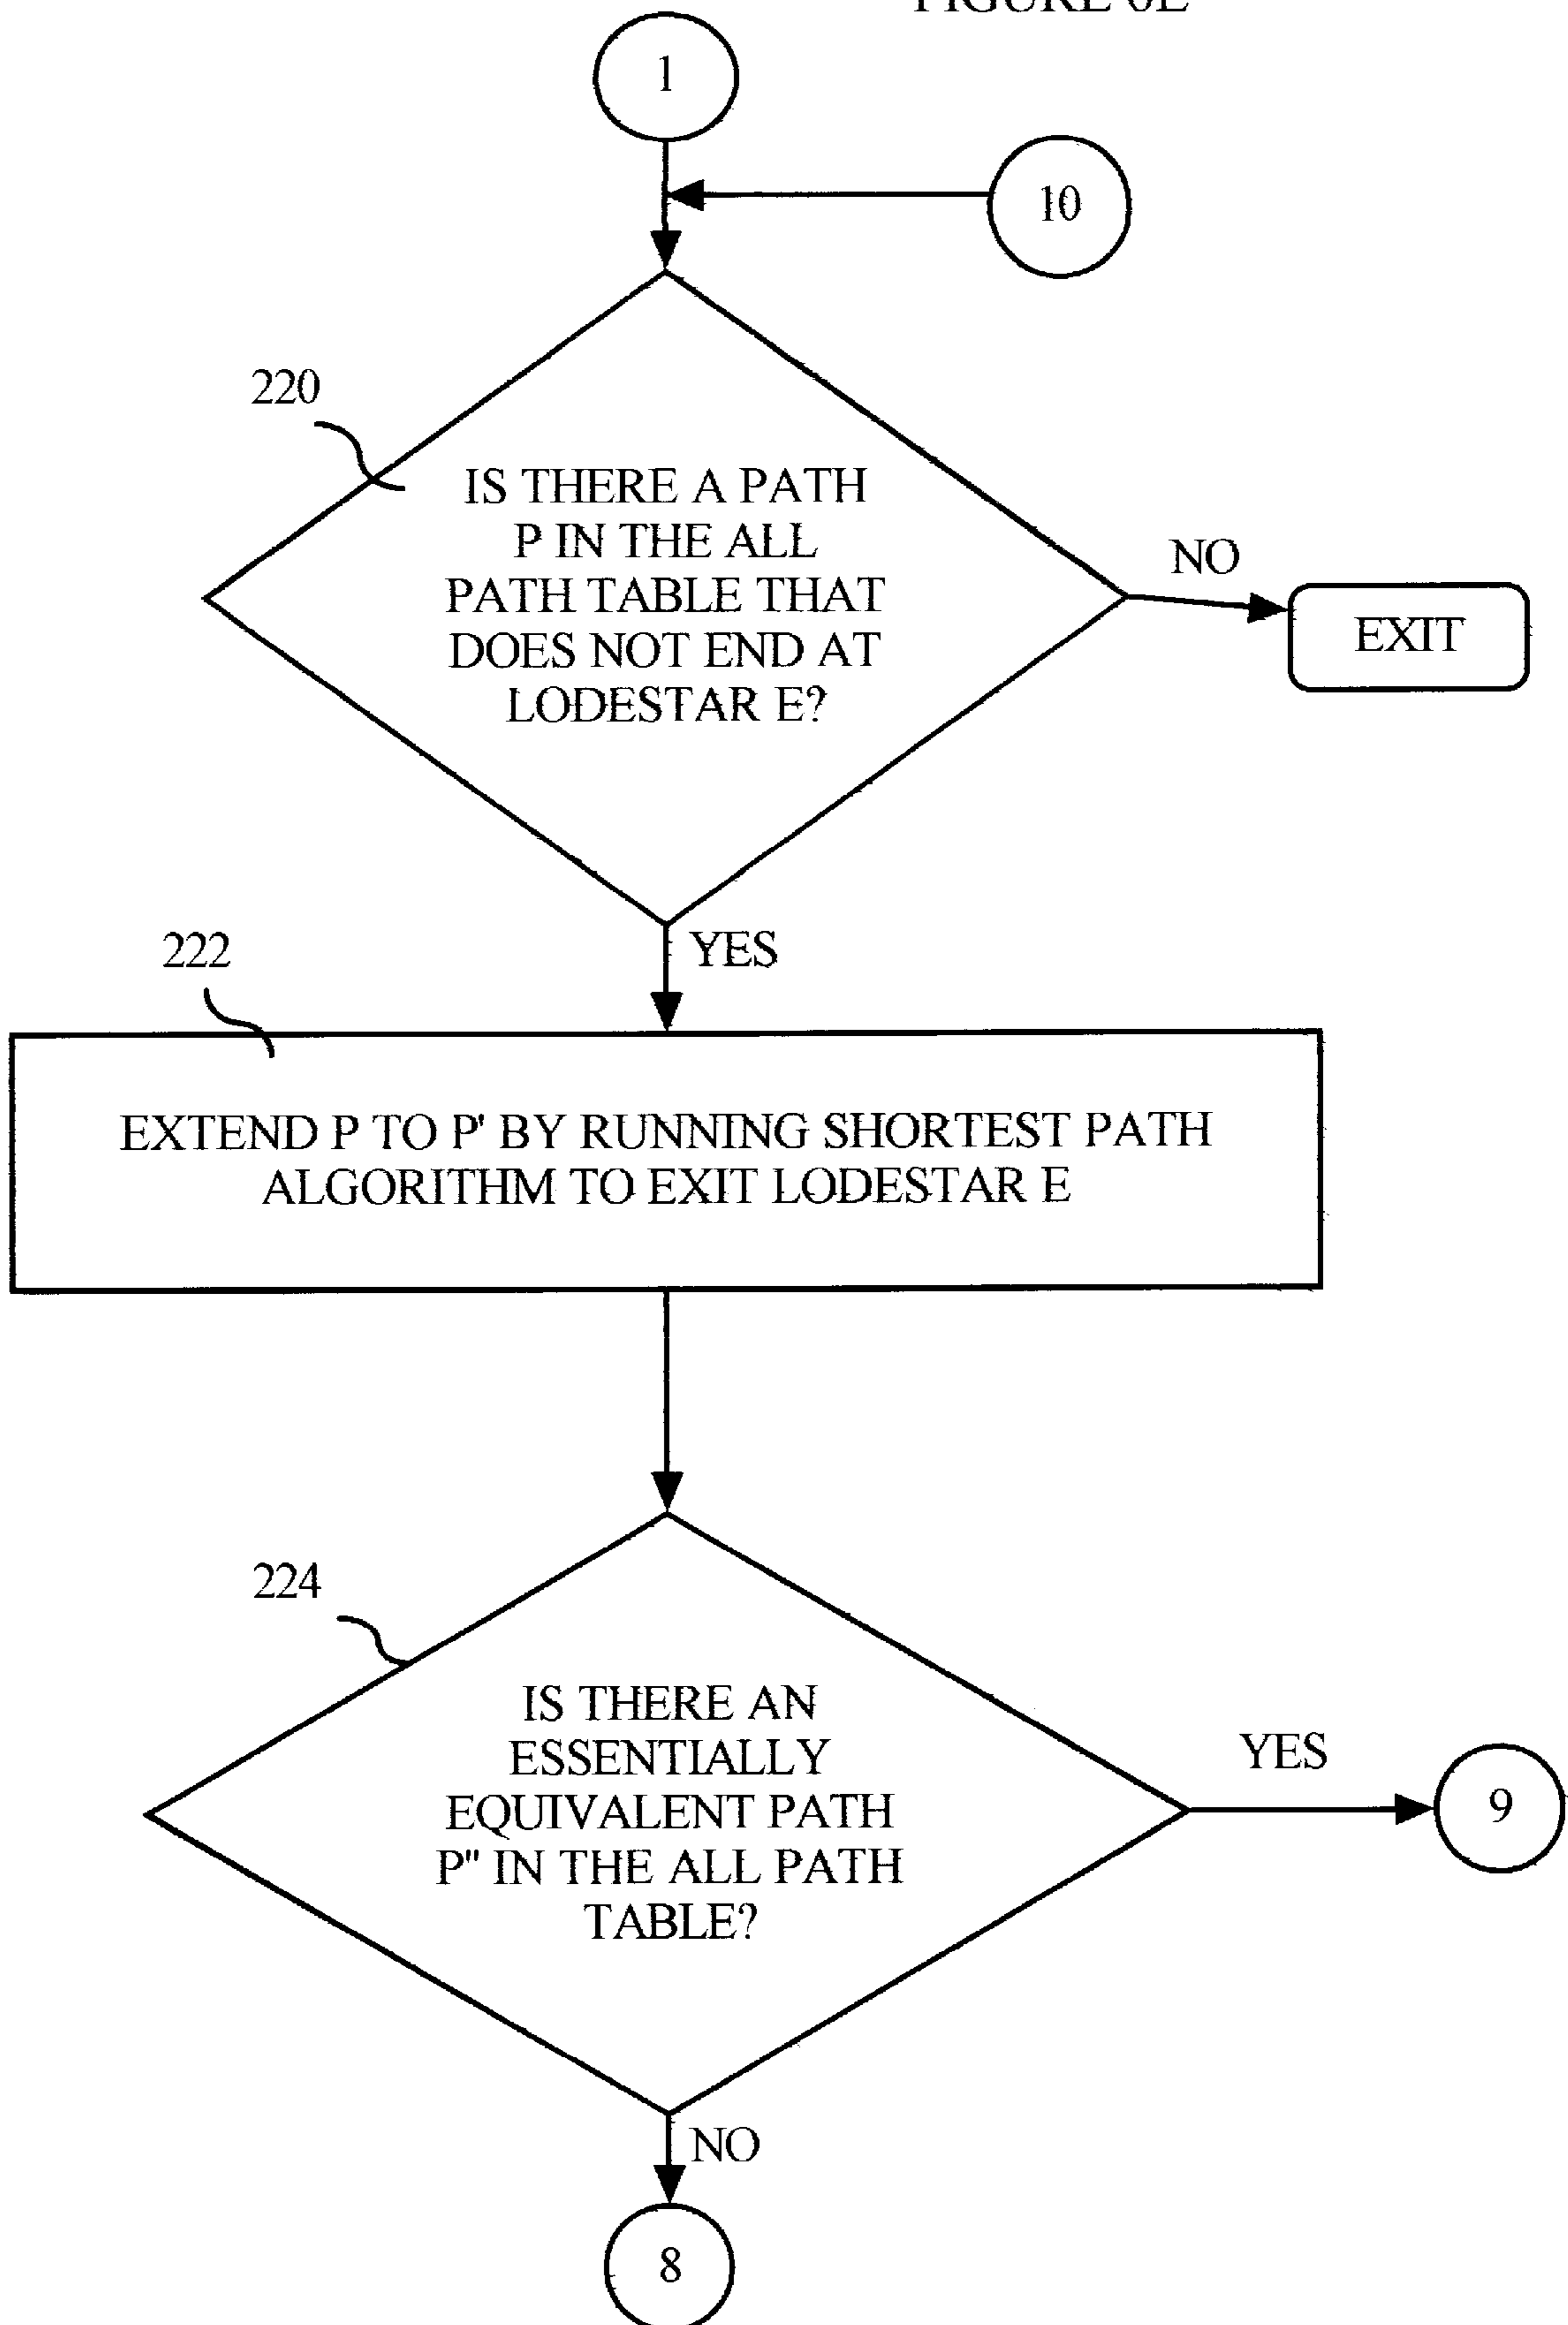 1
10
220
IS THERE A PATH
P IN THE ALL
PATH TABLE THAT
DOES NOT END AT
LODESTAR E?
NO
EXIT
YES
222
EXTEND P TO P' BY RUNNING SHORTEST PATH
ALGORITHM TO EXIT LODESTAR E
224
IS THERE AN
ESSENTIALLY
EQUIVALENT PATH
P" IN THE ALL PATH
TABLE?
YES
9
NO
8